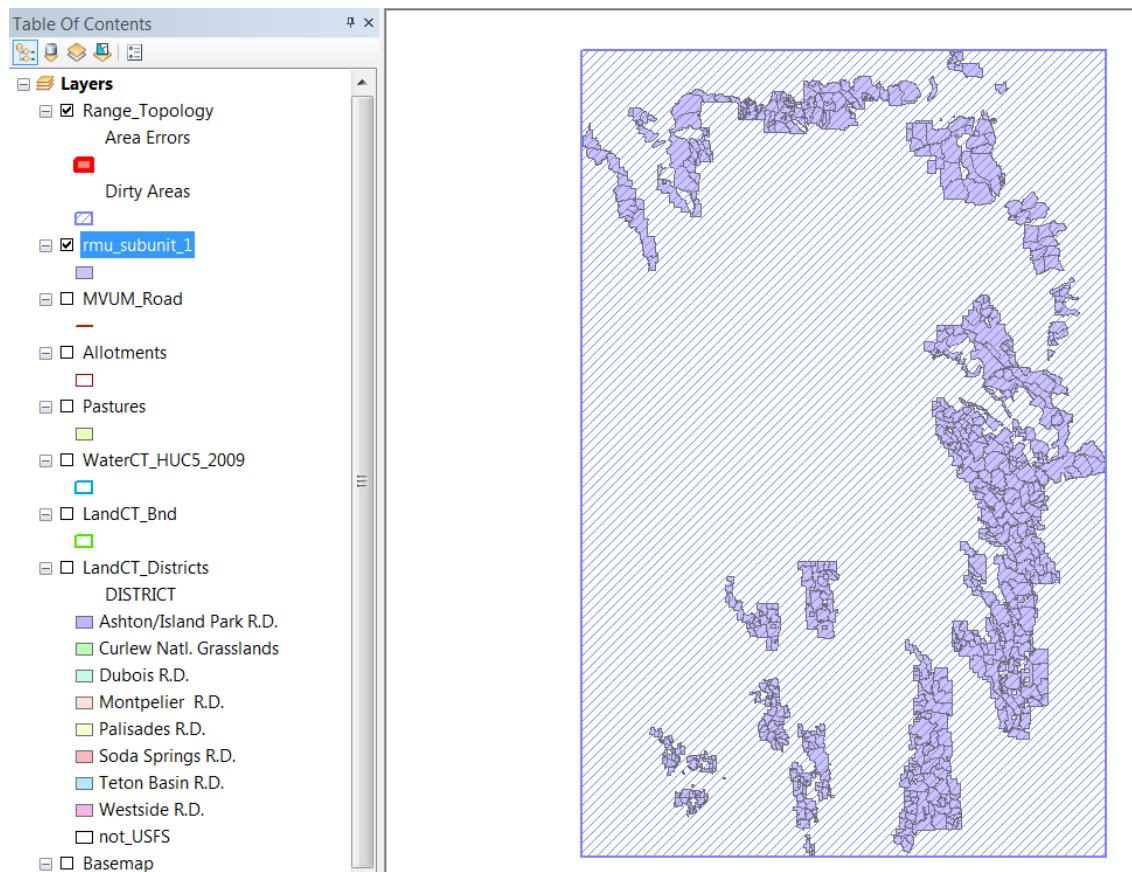 Table Of Contents
Layers
Range_Topology
Area Errors
Dirty Areas
rmu_subunit_1
MVUM_Road
Allotments
Pastures
WaterCT_HUC5_2009
LandCT_Bnd
LandCT_Districts
DISTRICT
Ashton/Island Park R.D.
Curlew Natl. Grasslands
Dubois R.D.
Montpelier R.D.
Palisades R.D.
Soda Springs R.D.
Teton Basin R.D.
Westside R.D.
not_USFS
Basemap